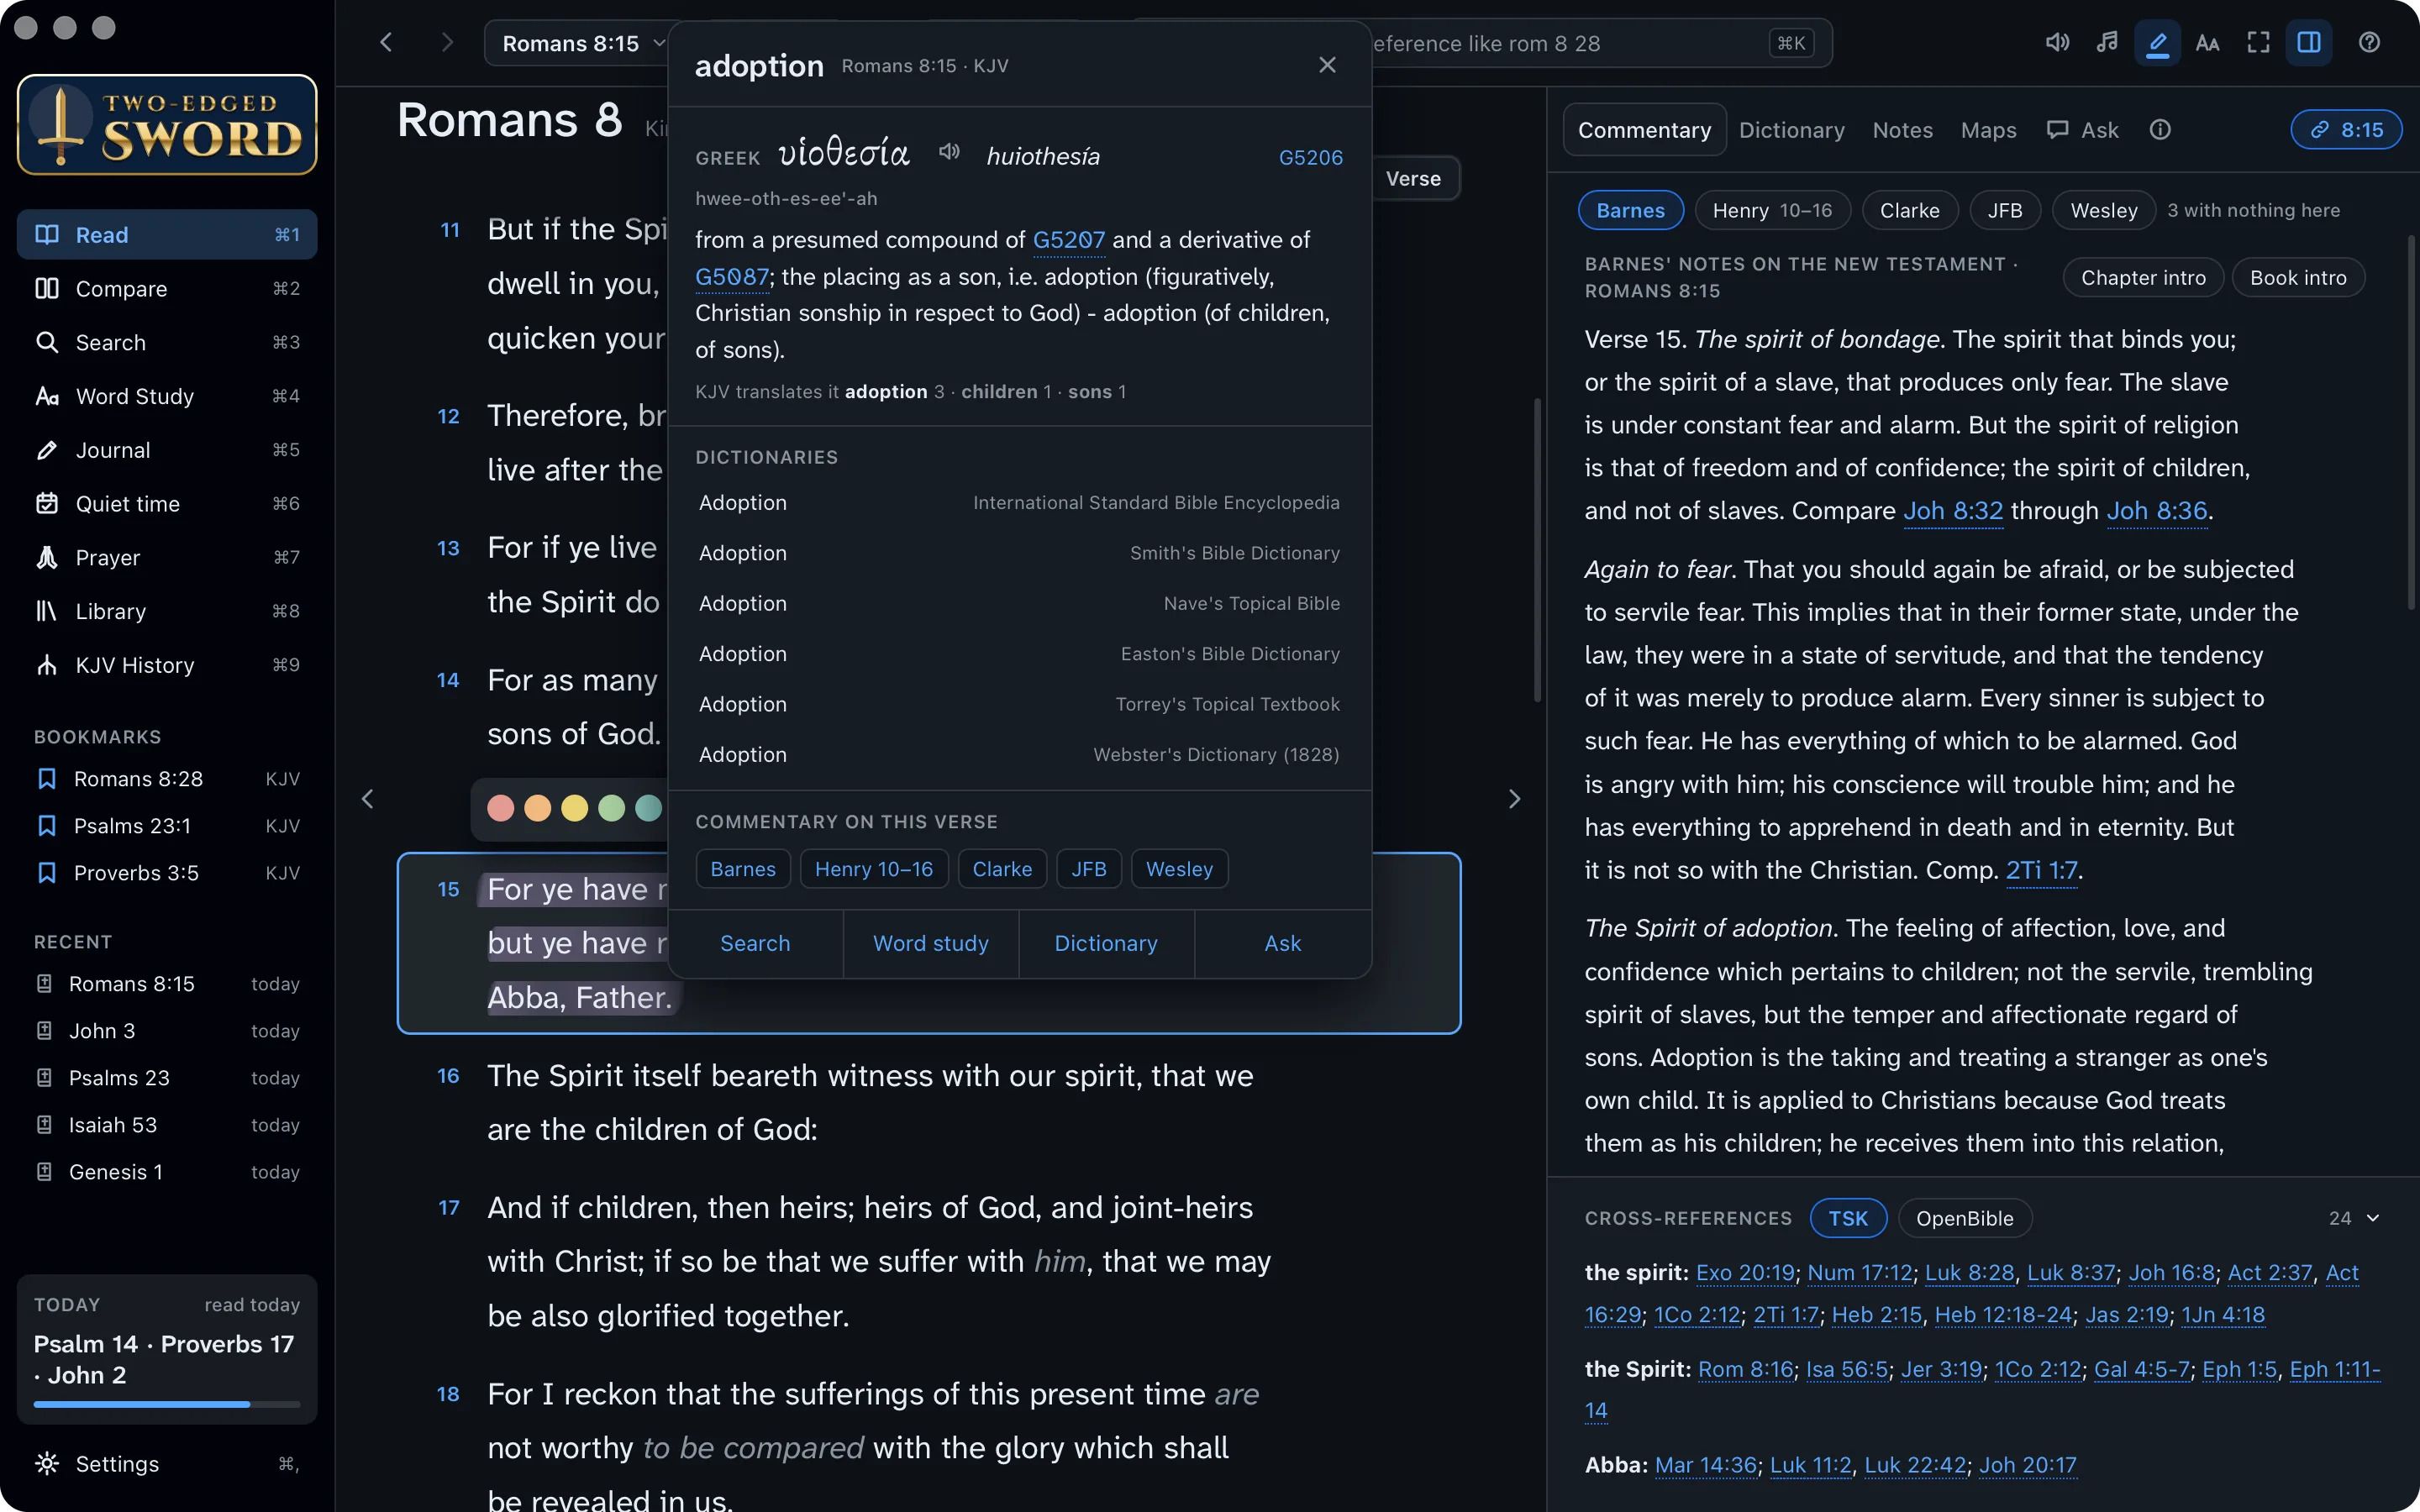 TWO-EDGED
SWORD
Read ⌘1
Compare ⌘2
Search ⌘3
Word Study ⌘4
Journal ⌘5
Quiet time ⌘6
Prayer ⌘7
Library ⌘8
KJV History ⌘9
BOOKMARKS
Romans 8:28 KJV
Psalms 23:1 KJV
Proverbs 3:5 KJV
RECENT
Romans 8:15 today
John 3 today
Psalms 23 today
Isaiah 53 today
Genesis 1 today
TODAY read today
Psalm 14 · Proverbs 17
· John 2
Settings ⌘,
Romans 8:15
eference like rom 8 28 ⌘K
AA
Romans 8
Verse
11 But if the Spi
dwell in you,
quicken your
12 Therefore, br
live after the
13 For if ye live
the Spirit do
14 For as many
sons of God.
15 For ye have
but ye have
Abba, Father.
16 The Spirit itself beareth witness with our spirit, that we
are the children of God:
17 And if children, then heirs; heirs of God, and joint-heirs
with Christ; if so be that we suffer with him, that we may
be also glorified together.
18 For I reckon that the sufferings of this present time are
not worthy to be compared with the glory which shall
be revealed in us.
adoption Romans 8:15 · KJV
GREEK υἱοθεσία huiothesía G5206
hwee-oth-es-ee'-ah
from a presumed compound of G5207 and a derivative of
G5087; the placing as a son, i.e. adoption (figuratively,
Christian sonship in respect to God) - adoption (of children,
of sons).
KJV translates it adoption 3 · children 1 · sons 1
DICTIONARIES
Adoption International Standard Bible Encyclopedia
Adoption Smith's Bible Dictionary
Adoption Nave's Topical Bible
Adoption Easton's Bible Dictionary
Adoption Torrey's Topical Textbook
Adoption Webster's Dictionary (1828)
COMMENTARY ON THIS VERSE
Barnes Henry 10–16 Clarke JFB Wesley
Search Word study Dictionary Ask
Commentary Dictionary Notes Maps Ask 8:15
Barnes Henry 10–16 Clarke JFB Wesley 3 with nothing here
BARNES' NOTES ON THE NEW TESTAMENT ·
ROMANS 8:15
Chapter intro Book intro
Verse 15. The spirit of bondage. The spirit that binds you;
or the spirit of a slave, that produces only fear. The slave
is under constant fear and alarm. But the spirit of religion
is that of freedom and of confidence; the spirit of children,
and not of slaves. Compare Joh 8:32 through Joh 8:36.
Again to fear. That you should again be afraid, or be subjected
to servile fear. This implies that in their former state, under the
law, they were in a state of servitude, and that the tendency
of it was merely to produce alarm. Every sinner is subject to
such fear. He has everything of which to be alarmed. God
is angry with him; his conscience will trouble him; and he
has everything to apprehend in death and in eternity. But
it is not so with the Christian. Comp. 2Ti 1:7.
The Spirit of adoption. The feeling of affection, love, and
confidence which pertains to children; not the servile, trembling
spirit of slaves, but the temper and affectionate regard of
sons. Adoption is the taking and treating a stranger as one's
own child. It is applied to Christians because God treats
them as his children; he receives them into this relation,
CROSS-REFERENCES TSK OpenBible 24
the spirit: Exo 20:19; Num 17:12; Luk 8:28, Luk 8:37; Joh 16:8; Act 2:37, Act
16:29; 1Co 2:12; 2Ti 1:7; Heb 2:15, Heb 12:18-24; Jas 2:19; 1Jn 4:18
the Spirit: Rom 8:16; Isa 56:5; Jer 3:19; 1Co 2:12; Gal 4:5-7; Eph 1:5, Eph 1:11-
14
Abba: Mar 14:36; Luk 11:2, Luk 22:42; Joh 20:17